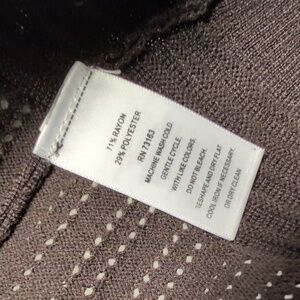 71% RAYON
29% POLYESTER
RN 73163
MACHINE WASH COLD.
GENTLE CYCLE.
WITH LIKE COLORS.
DO NOT BLEACH.
RESHAPE AND DRY FLAT
COOL IRON IF NECESSARY.
OR DRY CLEAN